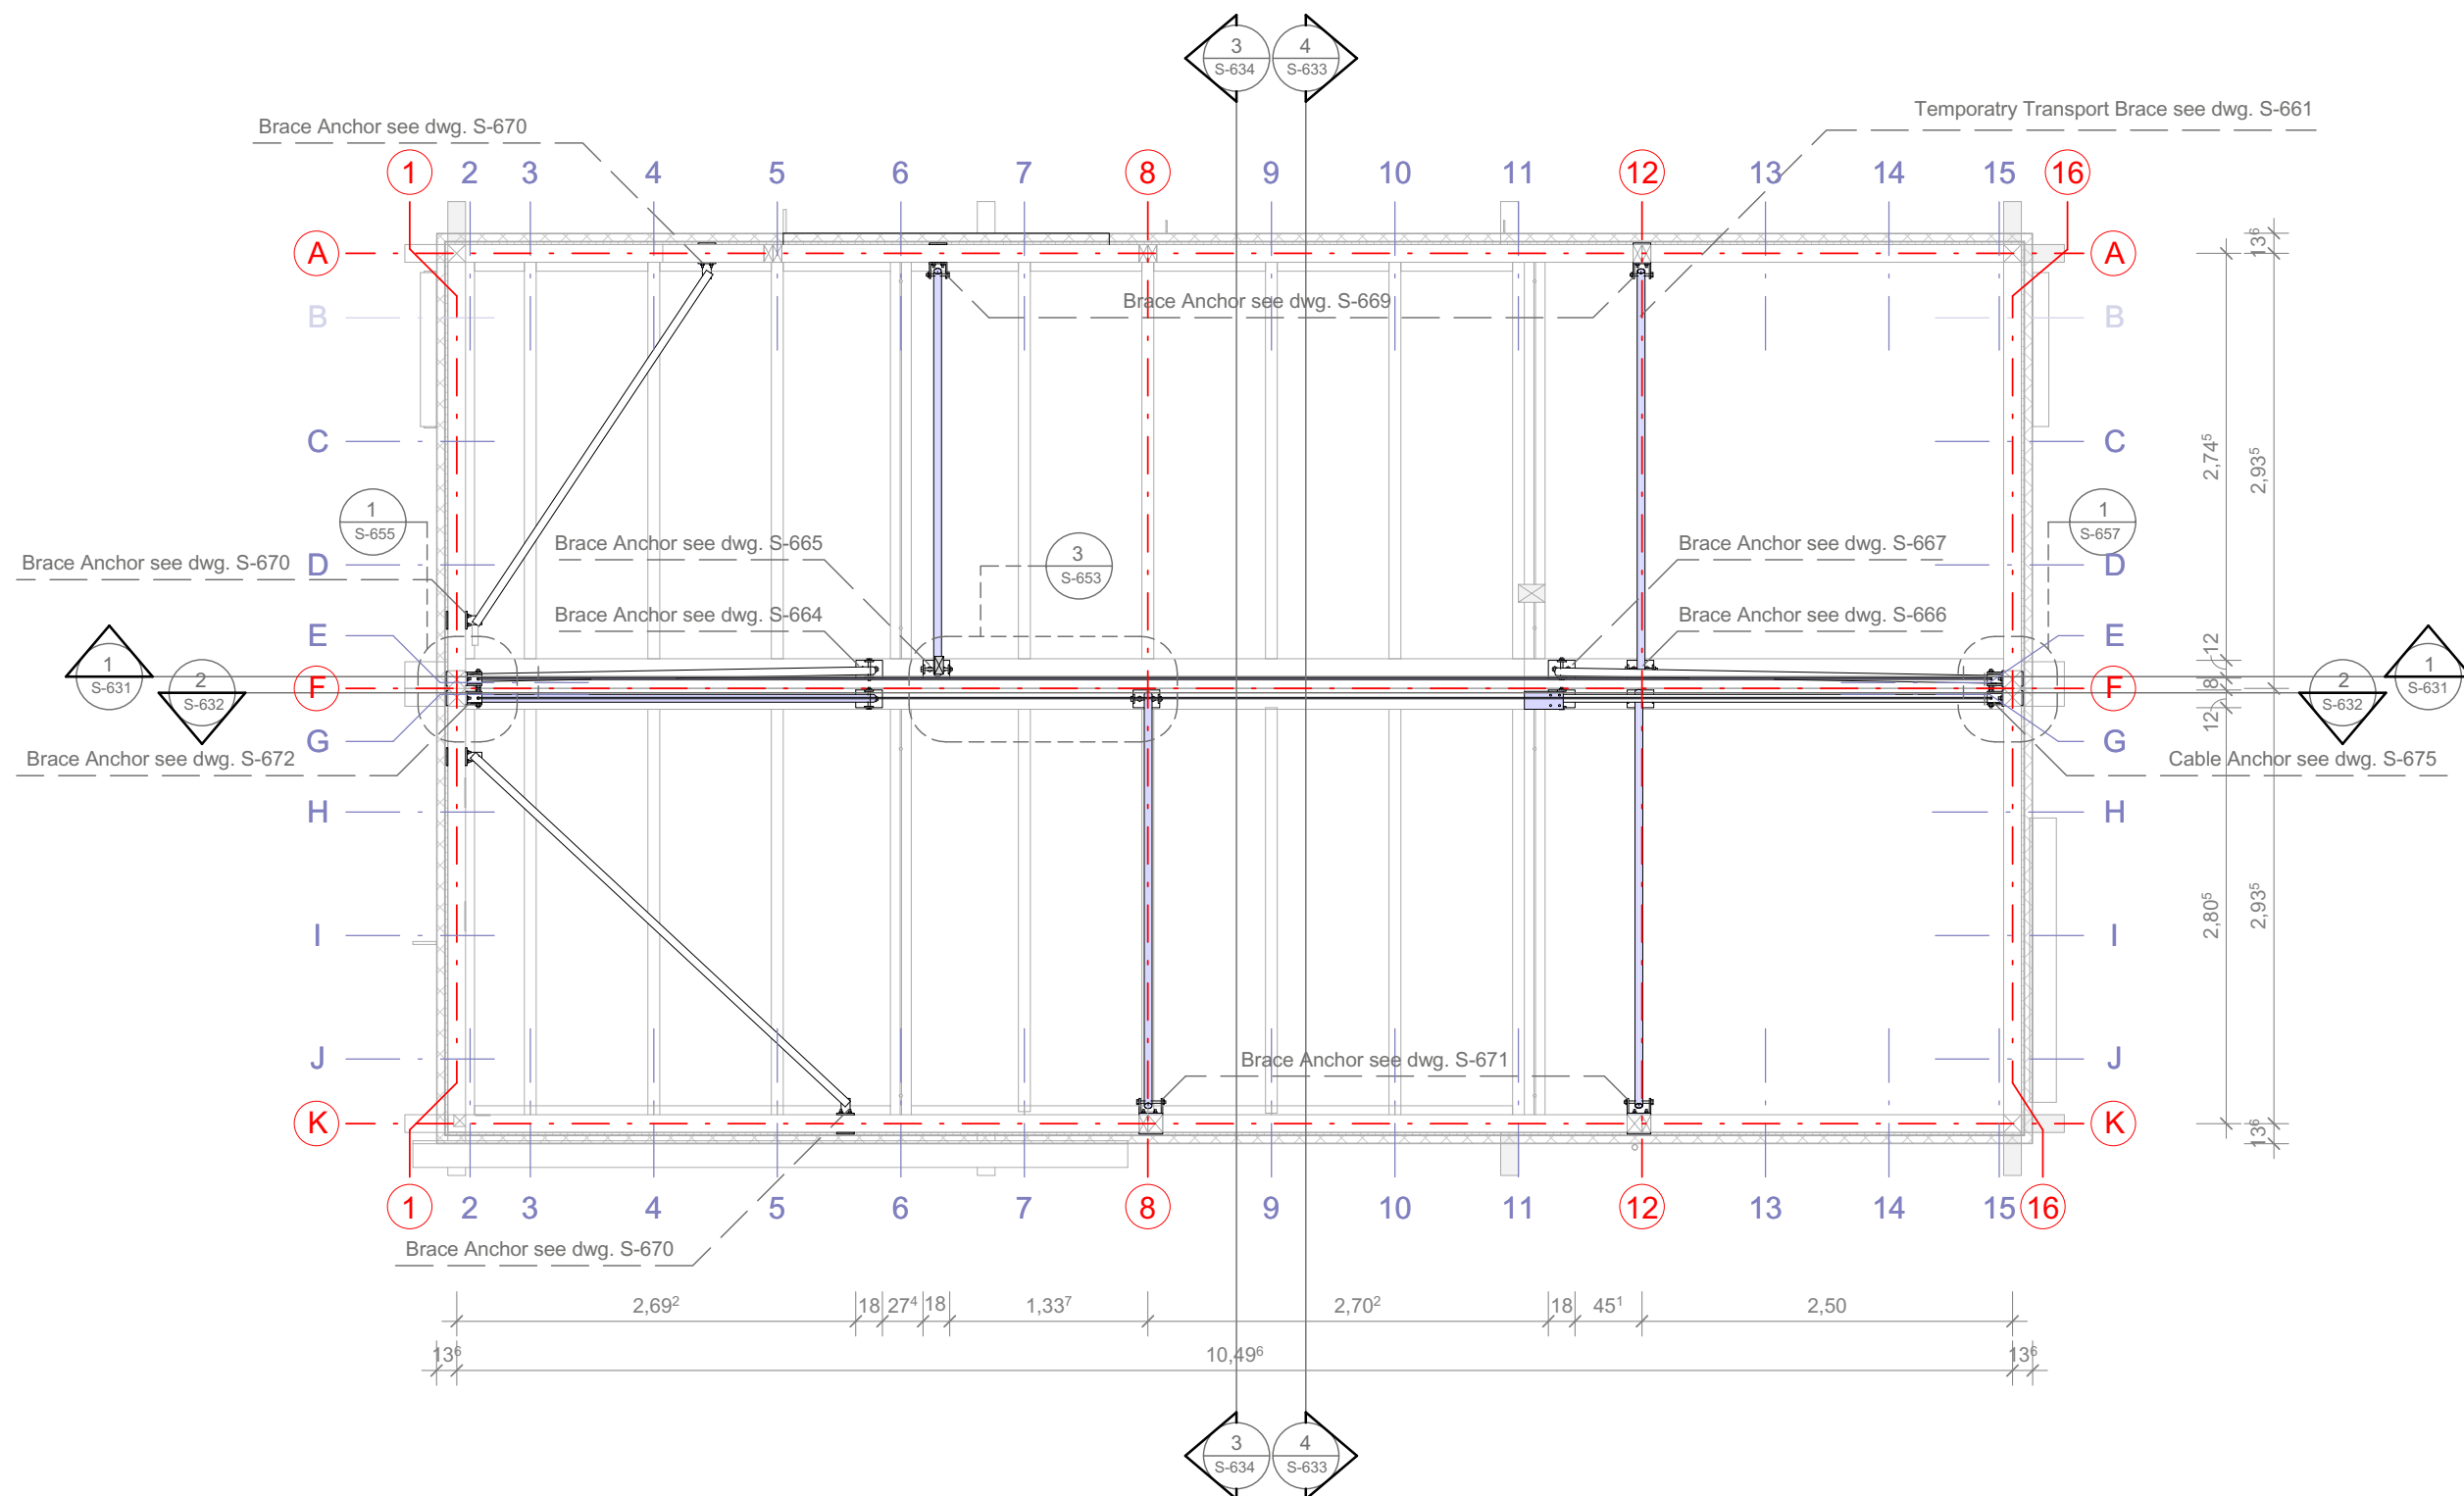 3 4
S-634 S-633
Temporatry Transport Brace see dwg. S-661
Brace Anchor see dwg. S-670
1 2 3 4 5 6 7 8 9 10 11 12 13 14 15 16
A A
13⁶
Brace Anchor see dwg. S-669
B B
C C
2,74⁵ 2,93⁵
1 1
S-655 S-657
Brace Anchor see dwg. S-665
Brace Anchor see dwg. S-667
3
S-653
Brace Anchor see dwg. S-670
D D
Brace Anchor see dwg. S-664
Brace Anchor see dwg. S-666
E E
12
1 1
S-631 S-631
2 2
S-632 S-632
F F
8
12
G G
Brace Anchor see dwg. S-672
Cable Anchor see dwg. S-675
H H
2,80⁵ 2,93⁵
I I
J J
Brace Anchor see dwg. S-671
K K
13⁶
1 2 3 4 5 6 7 8 9 10 11 12 13 14 15 16
Brace Anchor see dwg. S-670
2,69² 18 27⁴ 18 1,33⁷ 2,70² 18 45¹ 2,50
13⁶ 10,49⁶ 13⁶
3 4
S-634 S-633